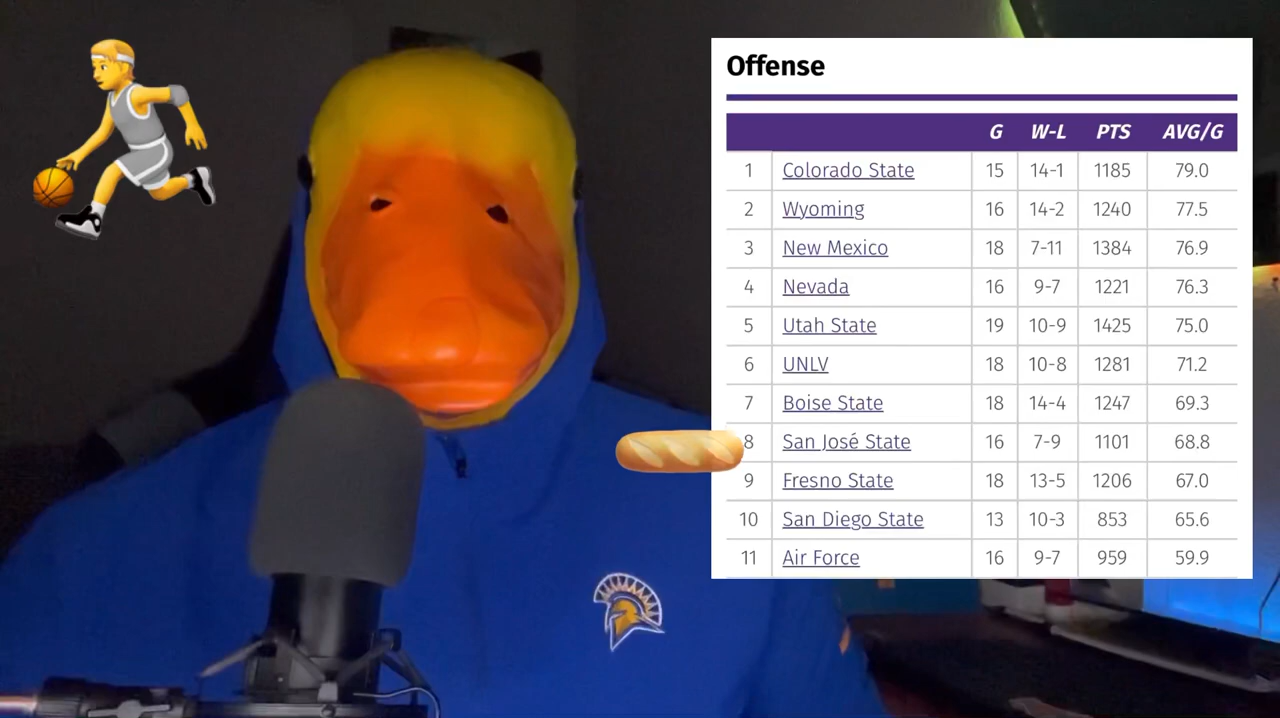 Offense
G W-L PTS AVG/G
1 Colorado State 15 14-1 1185 79.0
2 Wyoming 16 14-2 1240 77.5
3 New Mexico 18 7-11 1384 76.9
4 Nevada 16 9-7 1221 76.3
5 Utah State 19 10-9 1425 75.0
6 UNLV 18 10-8 1281 71.2
7 Boise State 18 14-4 1247 69.3
8 San José State 16 7-9 1101 68.8
9 Fresno State 18 13-5 1206 67.0
10 San Diego State 13 10-3 853 65.6
11 Air Force 16 9-7 959 59.9